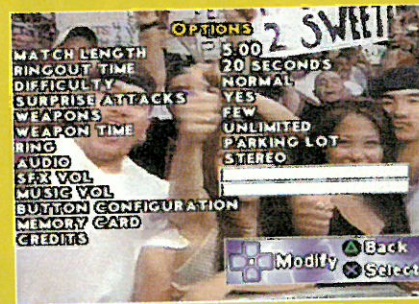 2 SWEET
OPTIONS
MATCH LENGTH 5:00
RINGOUT TIME 20 SECONDS
DIFFICULTY NORMAL
SURPRISE ATTACKS YES
WEAPONS FEW
WEAPON TIME UNLIMITED
RING PARKING LOT
AUDIO STEREO
SFX VOL
MUSIC VOL
BUTTON CONFIGURATION
MEMORY CARD
CREDITS
Modify
Back
Select